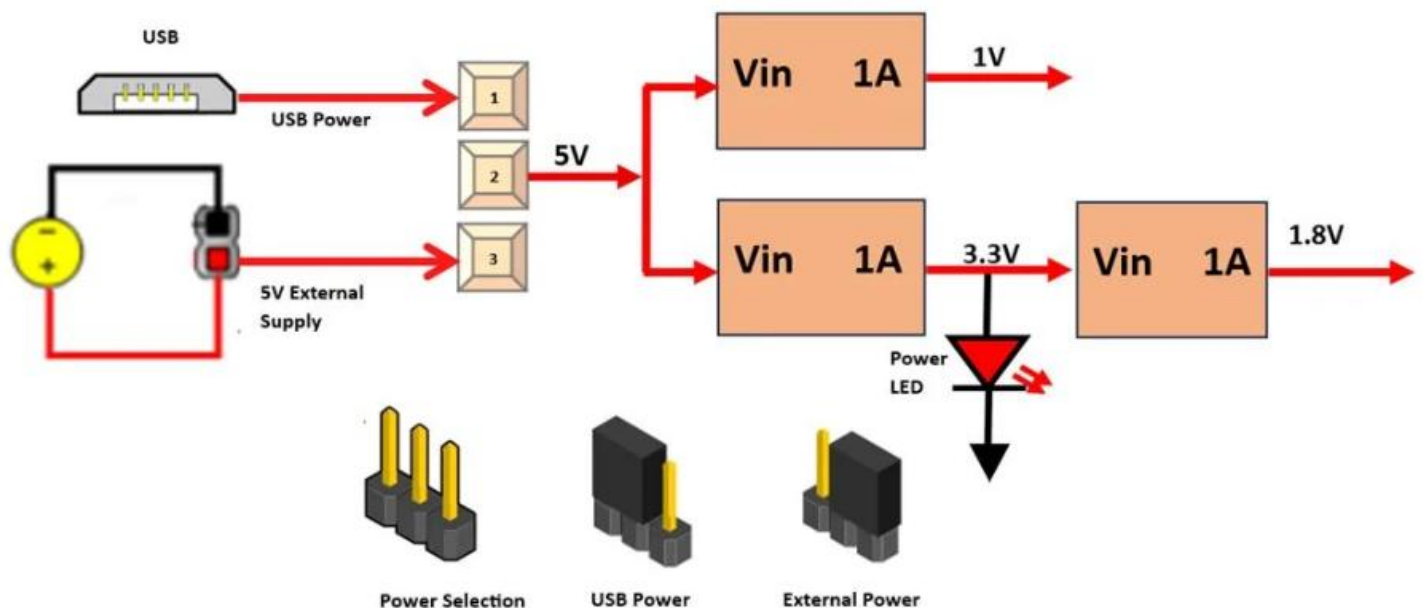 USB
USB Power
1
2
3
5V
Vin 1A
1V
Vin 1A
3.3V
Vin 1A
1.8V
5V External
Supply
Power
LED
Power Selection
USB Power
External Power